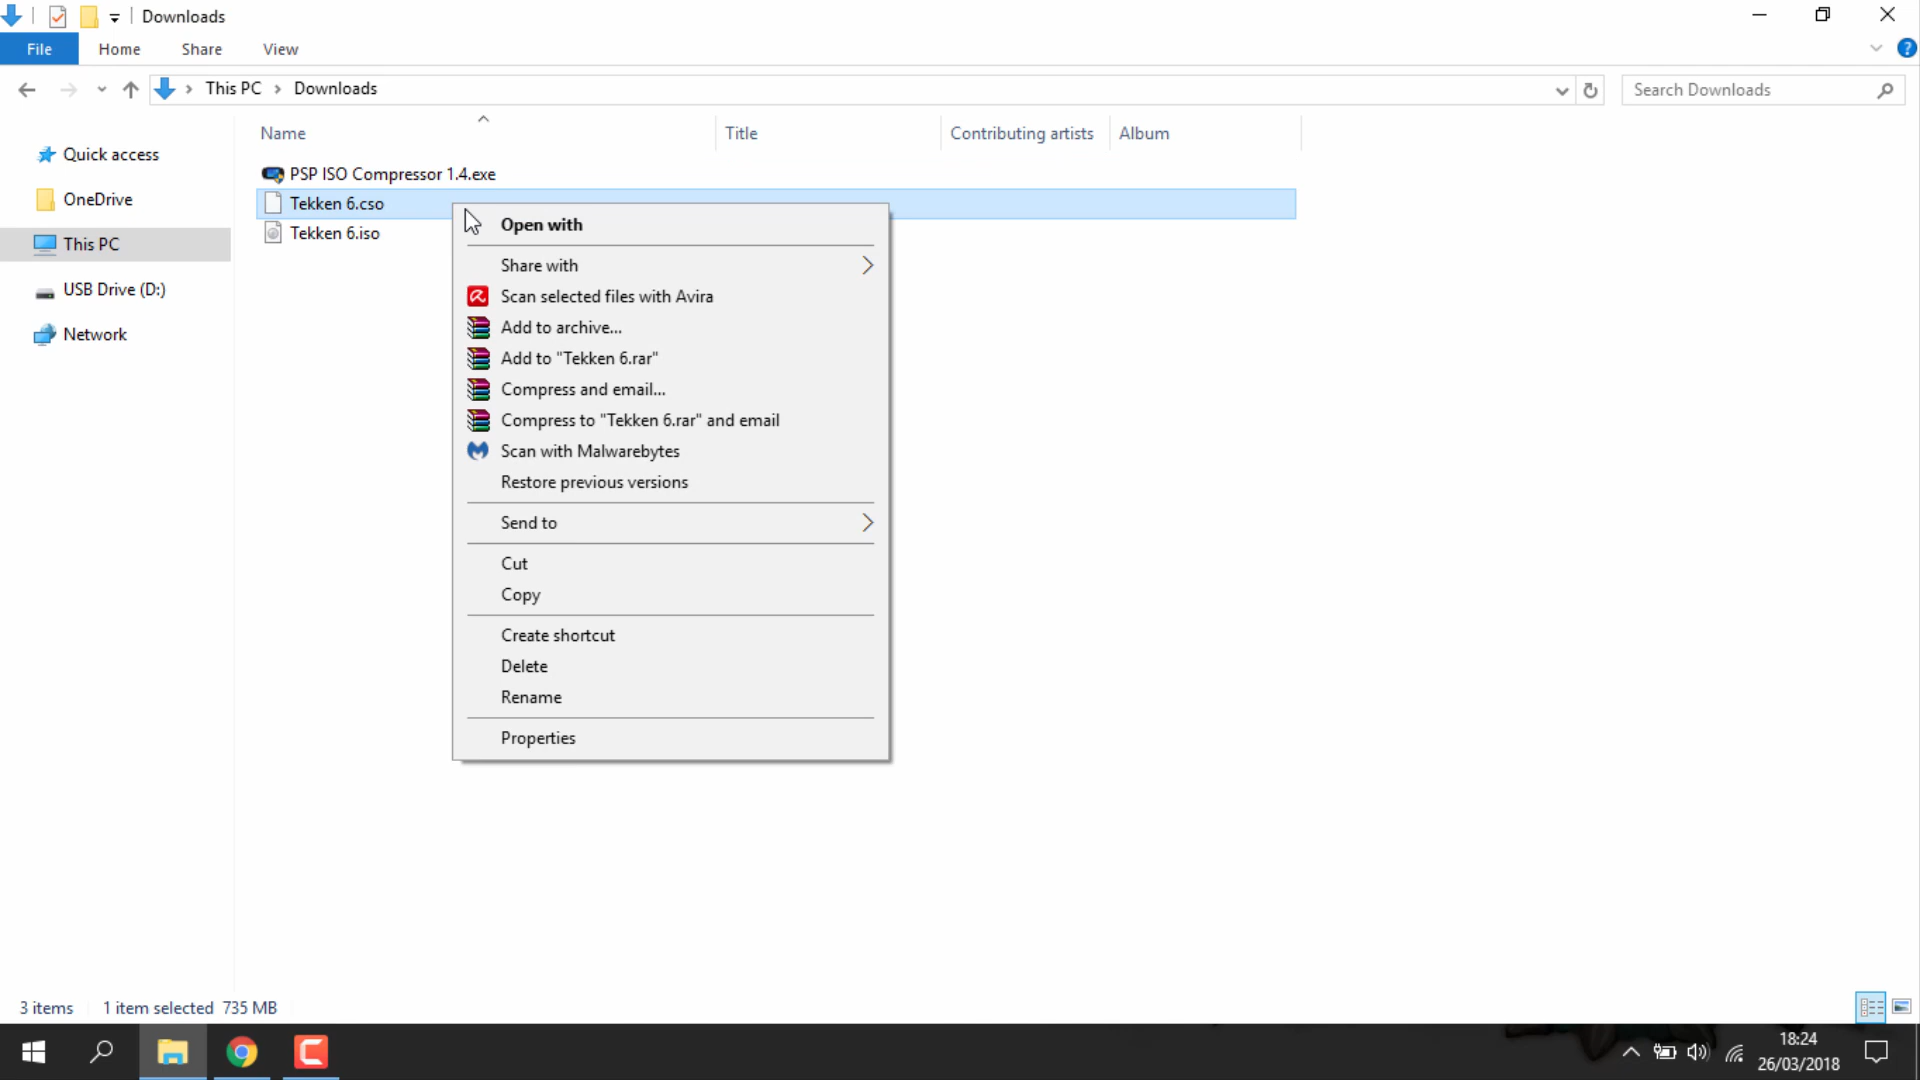 Downloads
File Home Share View
This PC > Downloads
Search Downloads
Name Title Contributing artists Album
Quick access
OneDrive
This PC
USB Drive (D:)
Network
PSP ISO Compressor 1.4.exe
Tekken 6.cso
Tekken 6.iso
Open with
Share with
Scan selected files with Avira
Add to archive...
Add to "Tekken 6.rar"
Compress and email...
Compress to "Tekken 6.rar" and email
Scan with Malwarebytes
Restore previous versions
Send to
Cut
Copy
Create shortcut
Delete
Rename
Properties
3 items 1 item selected 735 MB
18:24
26/03/2018